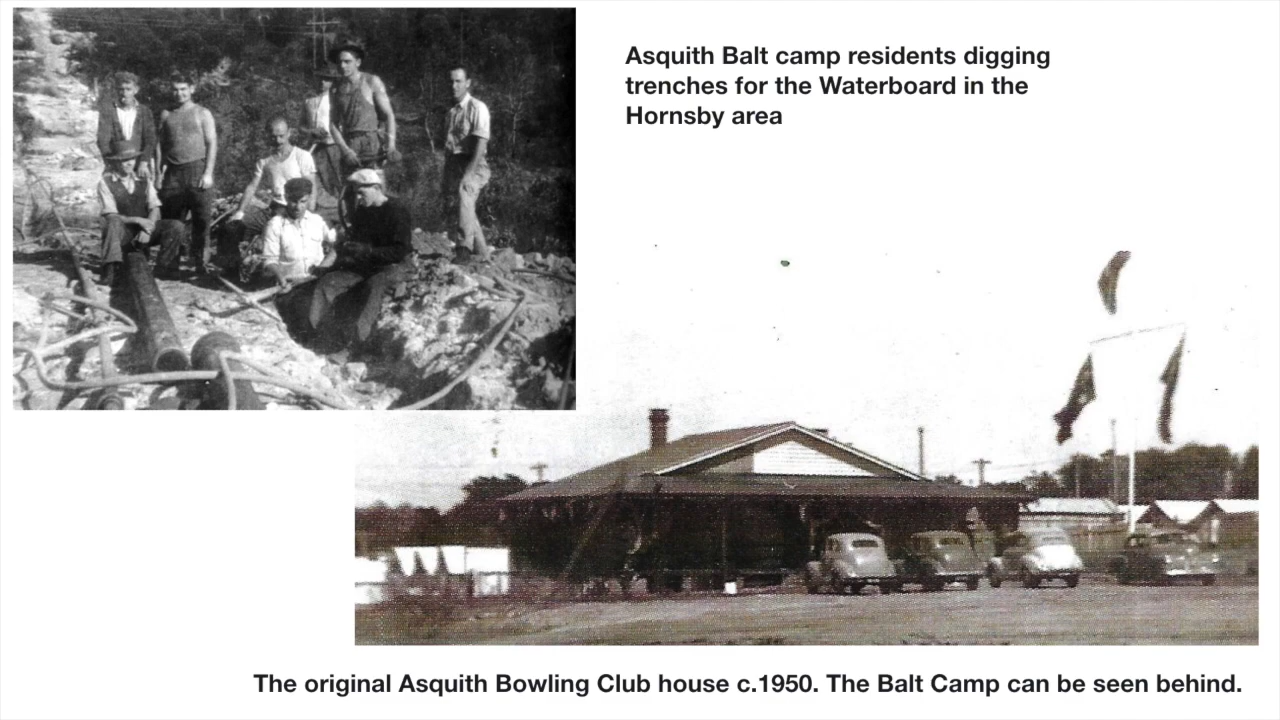 Asquith Balt camp residents digging
trenches for the Waterboard in the
Hornsby area
The original Asquith Bowling Club house c.1950. The Balt Camp can be seen behind.